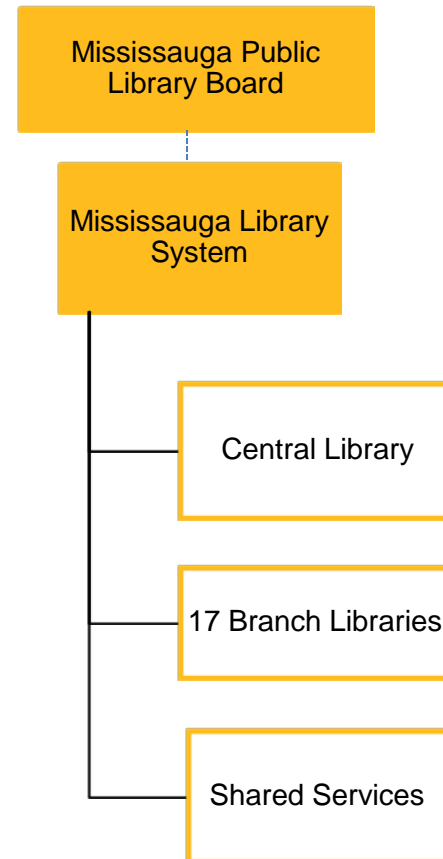 Mississauga Public
Library Board
Mississauga Library
System
Central Library
17 Branch Libraries
Shared Services